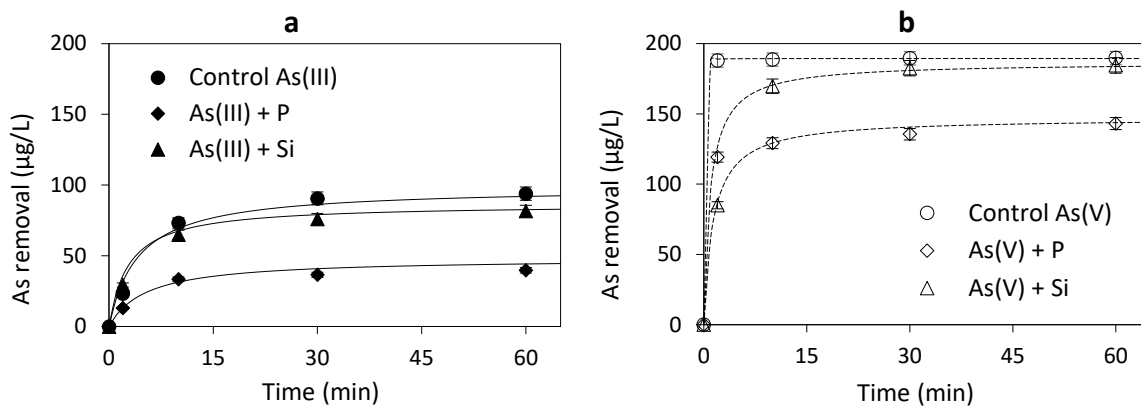 a
As removal (µg/L)
200
150
100
50
0
Control As(III)
As(III) + P
As(III) + Si
0 15 30 45 60
Time (min)
b
As removal (µg/L)
200
150
100
50
0
Control As(V)
As(V) + P
As(V) + Si
0 15 30 45 60
Time (min)